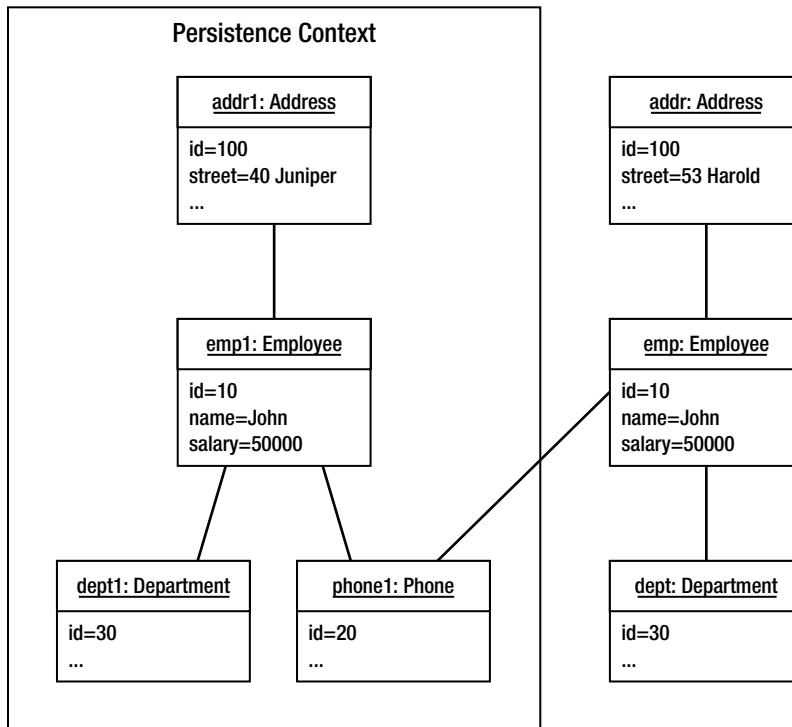 Persistence Context
addr1: Address
id=100
street=40 Juniper
...
addr: Address
id=100
street=53 Harold
...
emp1: Employee
id=10
name=John
salary=50000
emp: Employee
id=10
name=John
salary=50000
dept1: Department
id=30
...
phone1: Phone
id=20
...
dept: Department
id=30
...